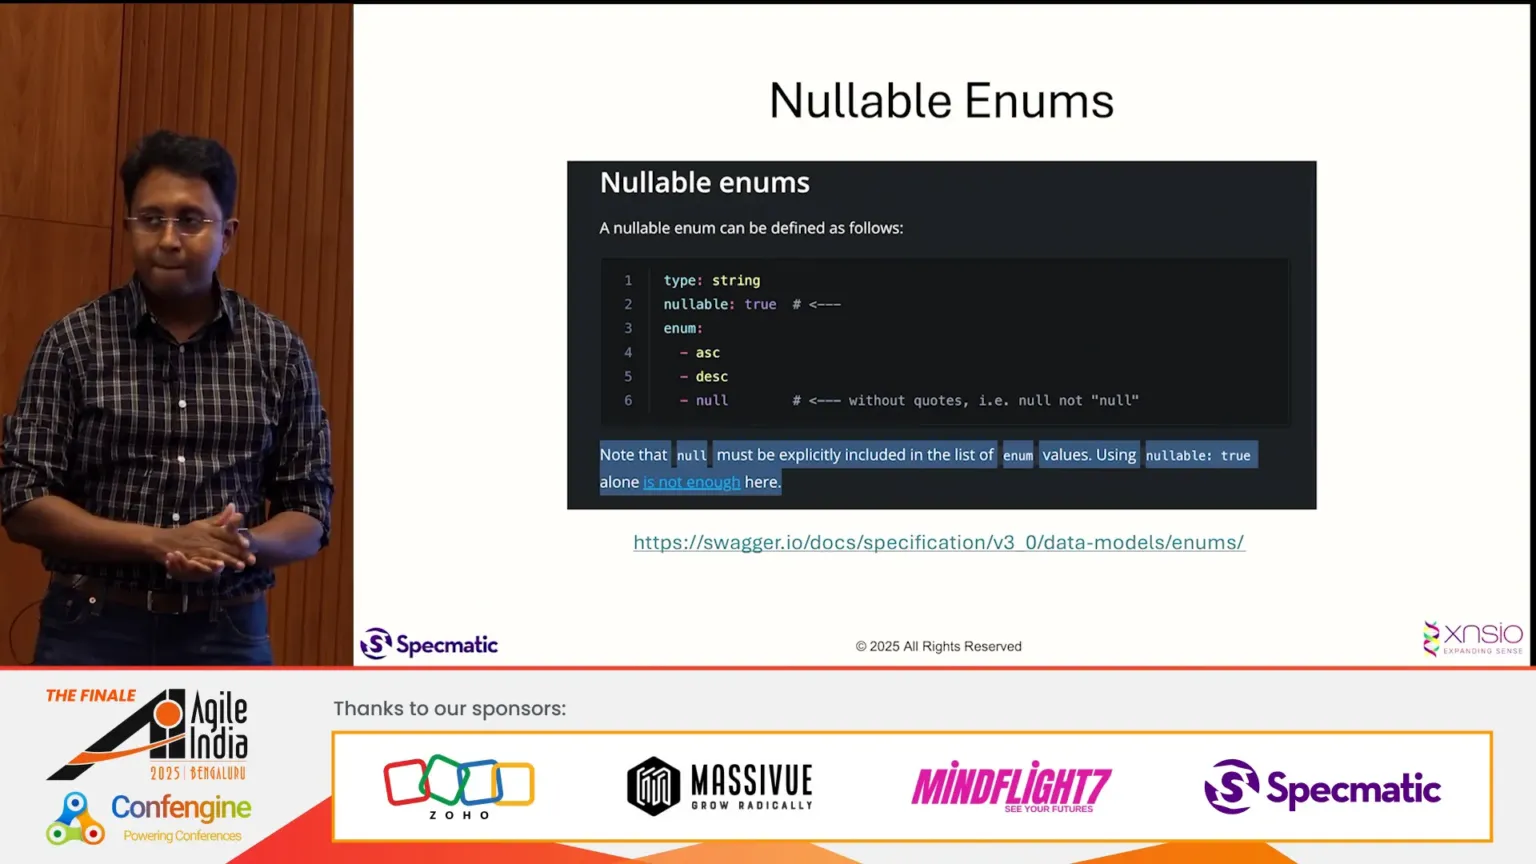 Nullable Enums
Nullable enums
A nullable enum can be defined as follows:
1 type: string
2 nullable: true # <---
3 enum:
4 - asc
5 - desc
6 - null # <--- without quotes, i.e. null not "null"
Note that null must be explicitly included in the list of enum values. Using nullable: true
alone is not enough here.
https://swagger.io/docs/specification/v3_0/data-models/enums/
Specmatic
© 2025 All Rights Reserved
xnsio
EXPANDING SENSE
THE FINALE
Agile
India
2025 | BENGALURU
Confengine
Powering Conferences
Thanks to our sponsors:
ZOHO
MASSIVUE
GROW RADICALLY
MINDFLIGHT7
SEE YOUR FUTURES
Specmatic